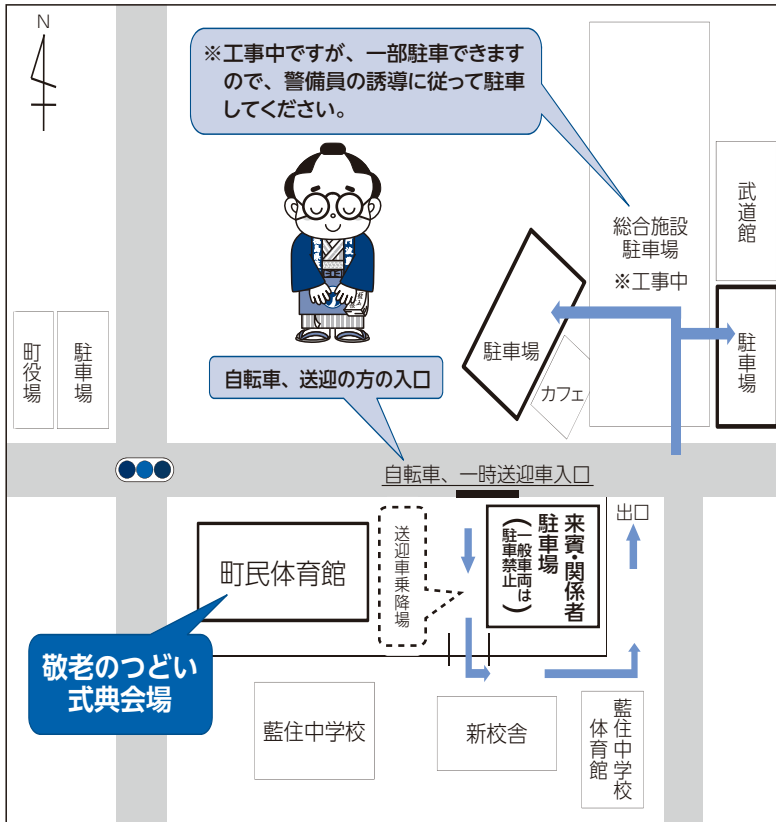 N
※工事中ですが、一部駐車できます
ので、警備員の誘導に従って駐車
してください。
武道館
総合施設
駐車場
※工事中
駐車場
駐車場
カフェ
町役場
駐車場
自転車、送迎の方の入口
自転車、一時送迎車入口
町民体育館
送迎車乗降場
来賓・関係者
駐車場
(一般車両は
駐車禁止)
出口
敬老のつどい
式典会場
藍住中学校
新校舎
藍住中学校
体育館